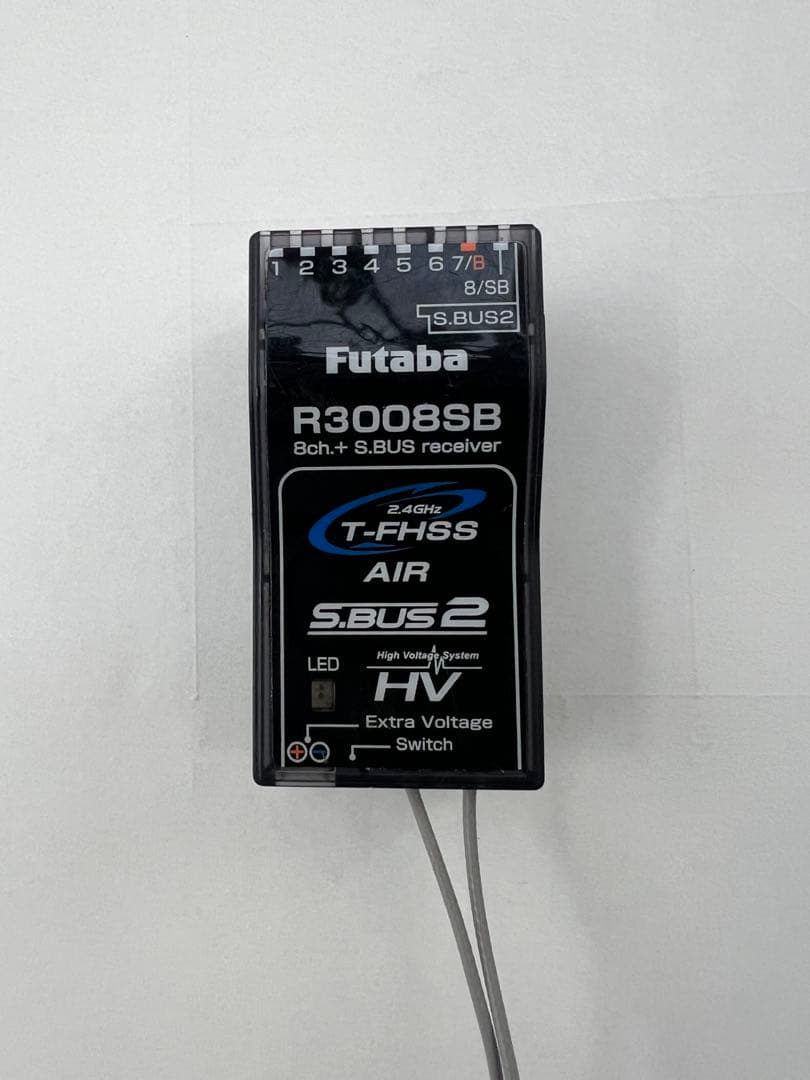 1 2 3 4 5 6 7/B
8/SB
S.BUS2
Futaba
R3008SB
8ch.+ S.BUS receiver
2.4GHz
T-FHSS
AIR
S.BUS2
LED
High Voltage System
HV
Extra Voltage
Switch
+ -